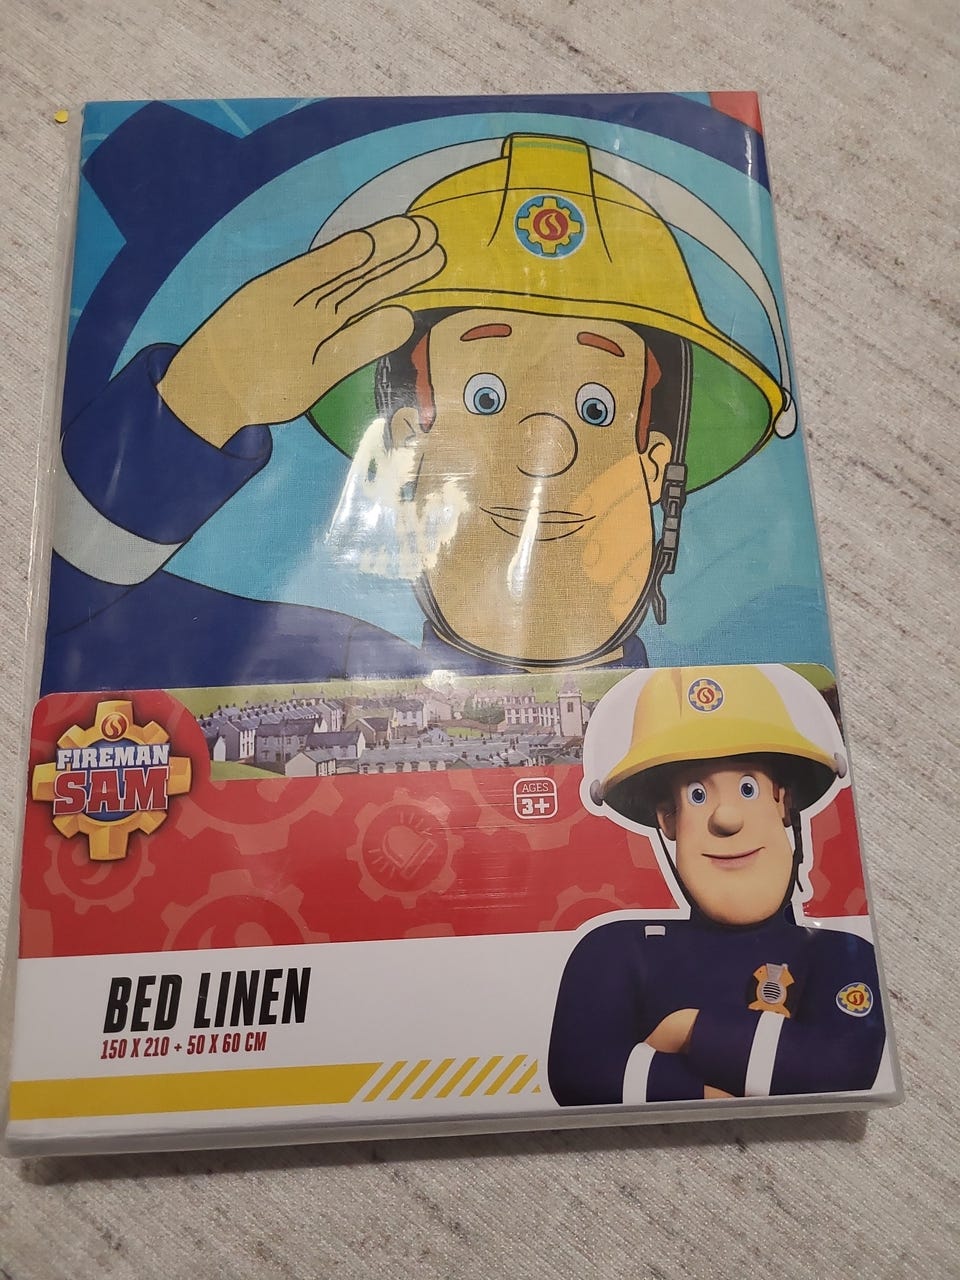 FIREMAN
SAM
AGES
3+
BED LINEN
150 X 210 + 50 X 60 CM